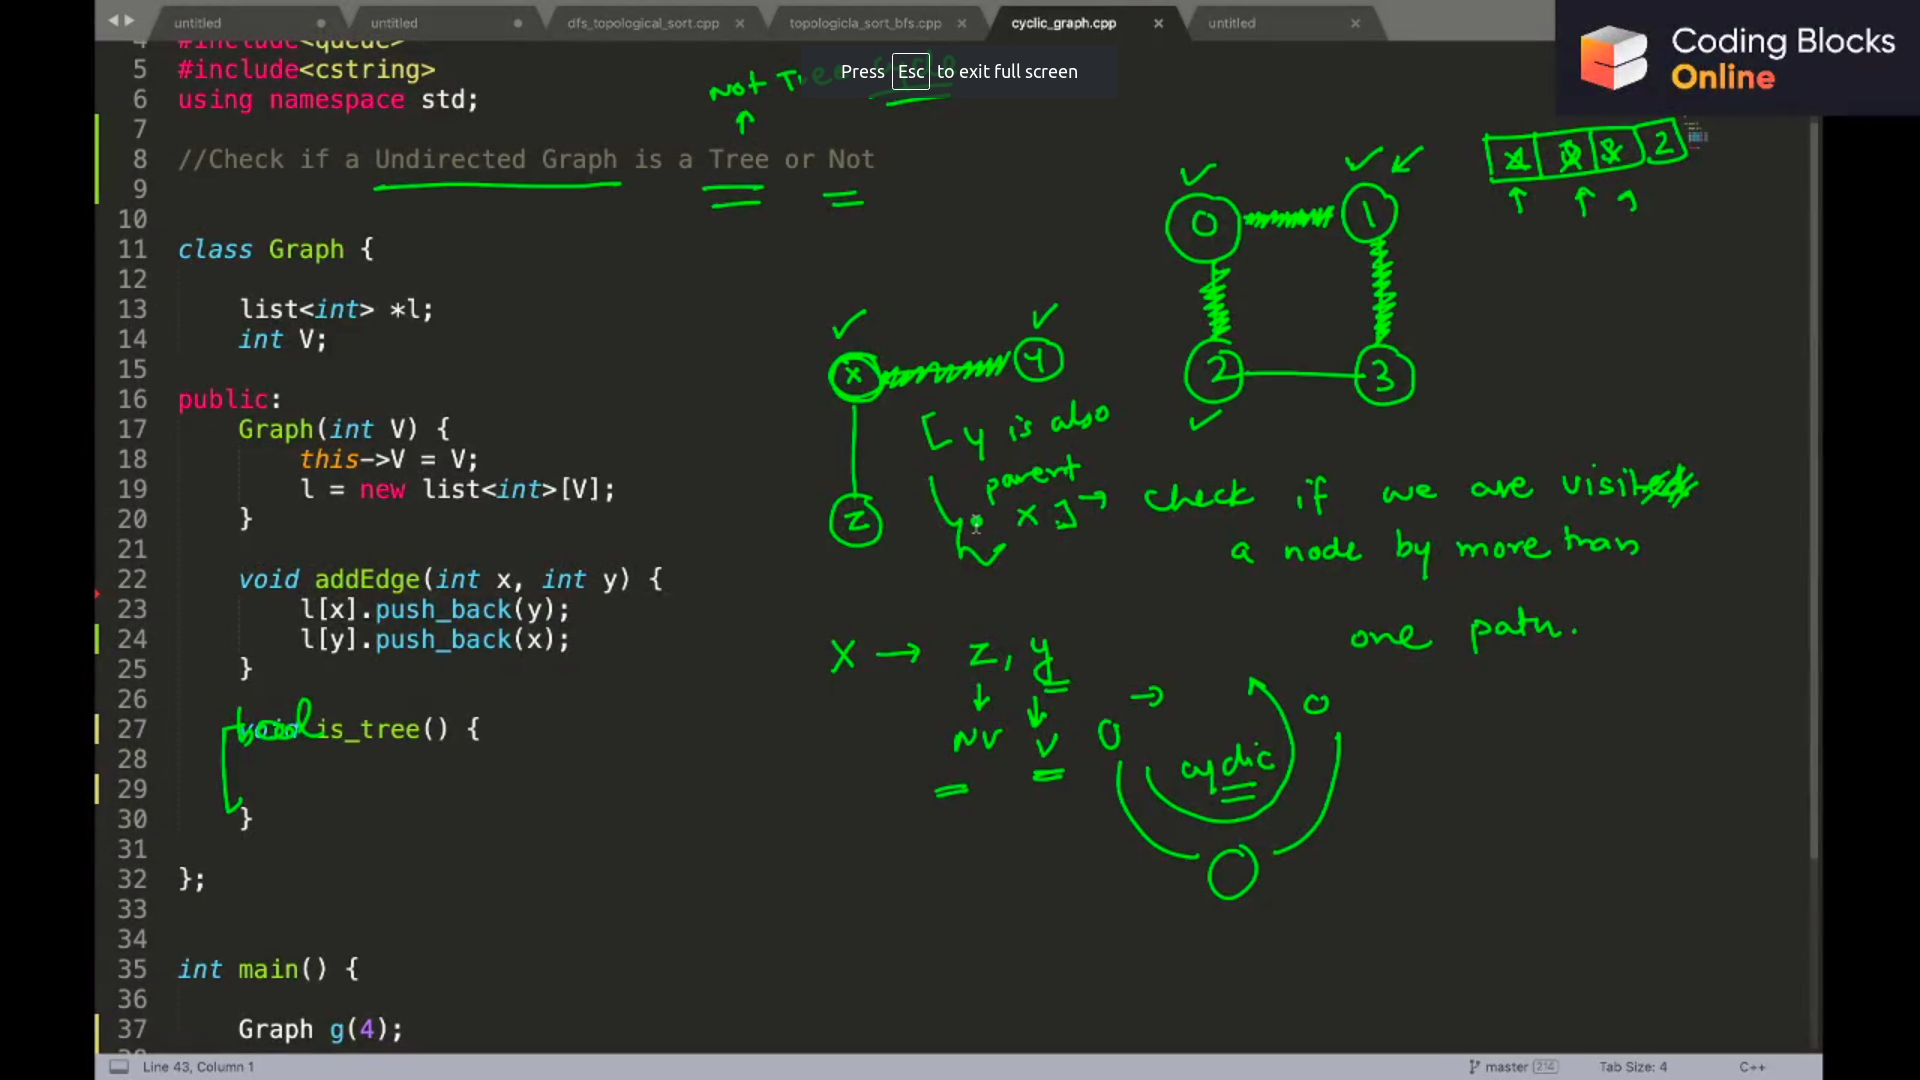 untitled
untitled
dfs_topological_sort.cpp
topologicla_sort_bfs.cpp
cyclic_graph.cpp
untitled
Coding Blocks
Online
Press Esc to exit full screen
4 #include<queue>
5 #include<cstring>
6 using namespace std;
Not Tree
7
8 //Check if a Undirected Graph is a Tree or Not
9
10
11 class Graph {
12
13 list<int> *l;
14 int V;
15
16 public:
17 Graph(int V) {
18 this->V = V;
19 l = new list<int>[V];
20 }
21
22 void addEdge(int x, int y) {
23 l[x].push_back(y);
24 l[y].push_back(x);
25 }
26
27 void is_tree() {
bool
28
29
30 }
31
32 };
33
34
35 int main() {
36
37 Graph g(4);
2
0 1
2 3
x y
z
[ y is also
parent
x ] → check if we are visit
a node by more than
one path.
X → z, y
NV V
cyclic
Line 43, Column 1
master 214
Tab Size: 4
C++